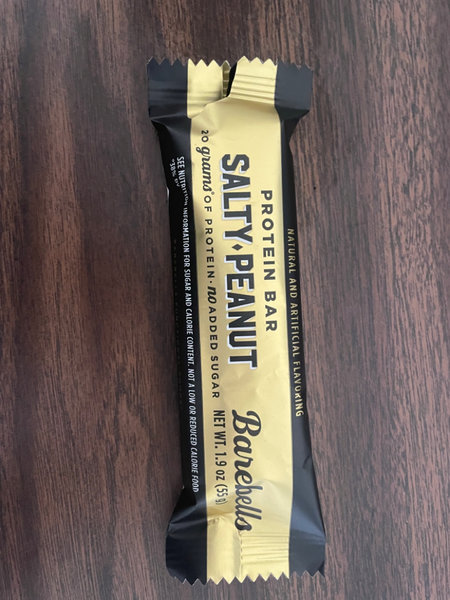 NATURAL AND ARTIFICIAL FLAVORING
PROTEIN BAR
SALTY PEANUT
20 grams* OF PROTEIN · no ADDED SUGAR
Barebells
NET WT. 1.9 oz (55g)
SEE NUTRITION INFORMATION FOR SUGAR AND CALORIE CONTENT. NOT A LOW OR REDUCED CALORIE FOOD